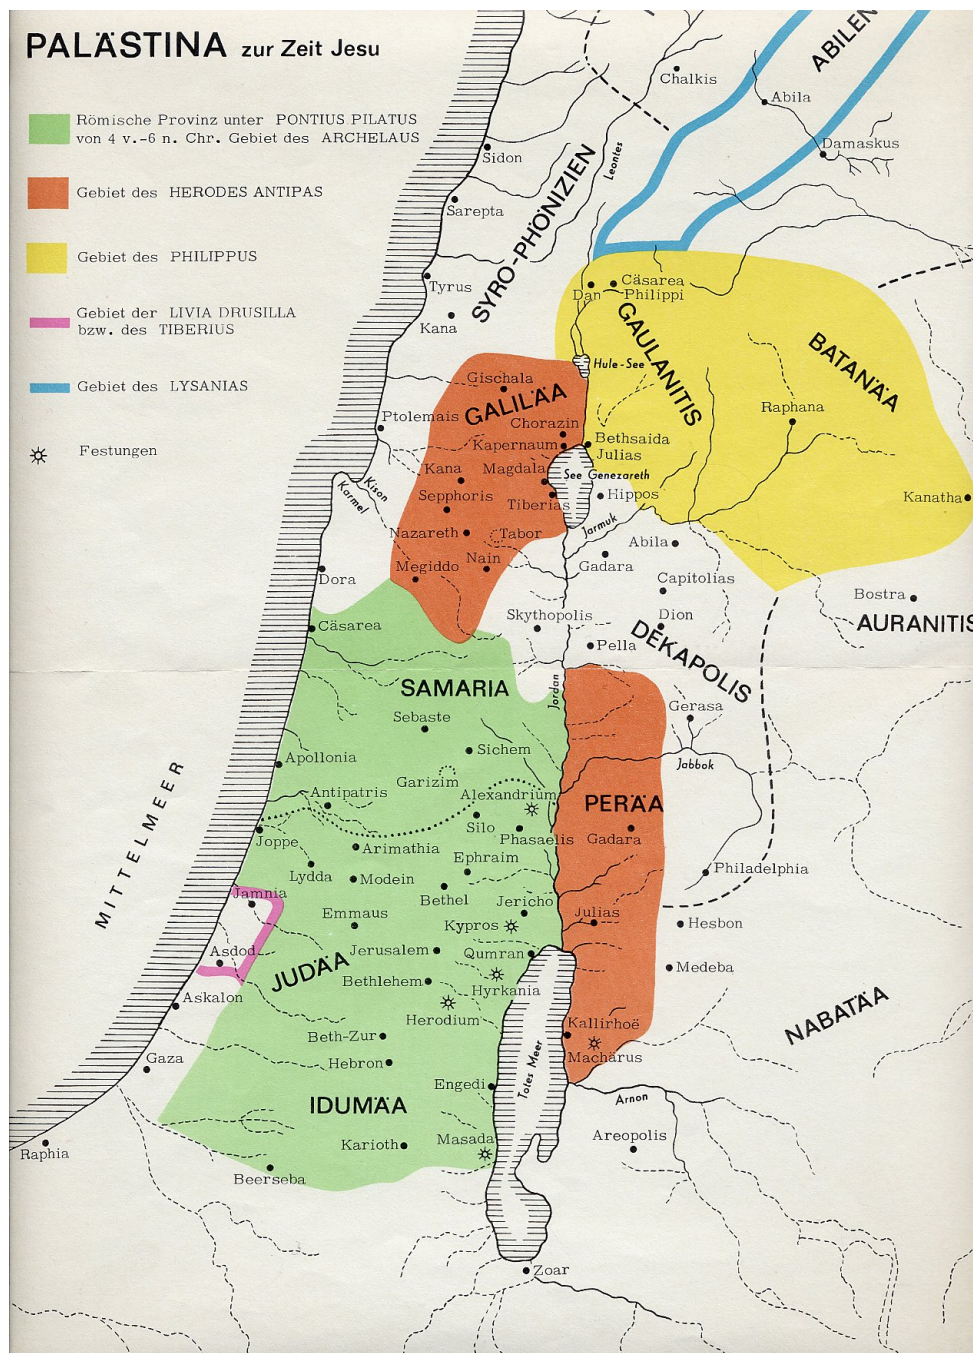 PALÄSTINA zur Zeit Jesu
Römische Provinz unter PONTIUS PILATUS
von 4 v.-6 n. Chr. Gebiet des ARCHELAUS
Gebiet des HERODES ANTIPAS
Gebiet des PHILIPPUS
Gebiet der LIVIA DRUSILLA
bzw. des TIBERIUS
Gebiet des LYSANIAS
Festungen
ABILEN
Chalkis
Abila
Damaskus
Sidon
Leontes
Sarepta
SYRO-PHÖNIZIEN
Tyrus
Kana
Dan
Cäsarea
Philippi
GAULANITIS
BATANÄA
Hule-See
Gischala
GALILÄA
Ptolemais
Chorazin
Kapernaum
Bethsaida
Julias
Raphana
Kana
Magdala
See Genezareth
Kison
Karmel
Sepphoris
Tiberias
Hippos
Kanatha
Nazareth
Tabor
Jarmuk
Abila
Megiddo
Nain
Gadara
Dora
Capitolias
Bostra
AURANITIS
Cäsarea
Skythopolis
Dion
DEKAPOLIS
Pella
SAMARIA
Jordan
Sebaste
Gerasa
Sichem
Apollonia
Jabbok
Garizim
Antipatris
Alexandrium
PERÄA
MITTELMEER
Joppe
Silo
Phasaelis
Gadara
Arimathia
Ephraim
Lydda
Modein
Philadelphia
Jamnia
Bethel
Jericho
Emmaus
Kypros
Julias
Hesbon
Asdod
Jerusalem
Qumran
JUDÄA
Medeba
Bethlehem
Hyrkania
Askalon
Herodium
NABATÄA
Kallirhoë
Beth-Zur
Machärus
Gaza
Hebron
Totes Meer
Engedi
Arnon
IDUMÄA
Areopolis
Raphia
Karioth
Masada
Beerseba
Zoar